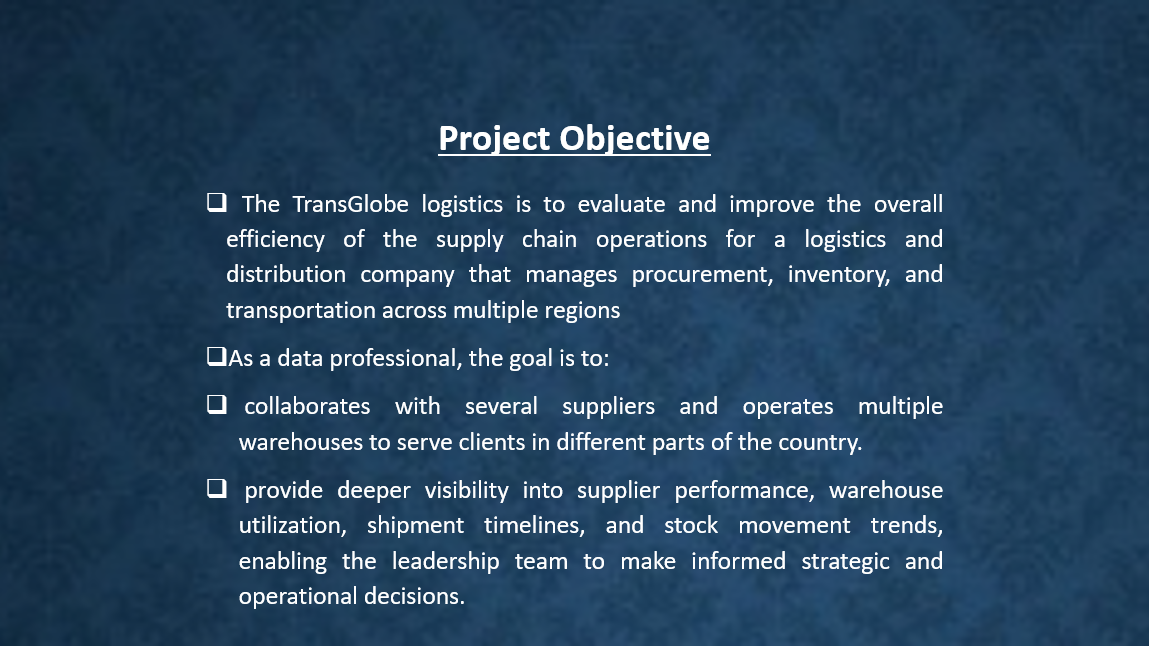 Project Objective
❑ The TransGlobe logistics is to evaluate and improve the overall
efficiency of the supply chain operations for a logistics and
distribution company that manages procurement, inventory, and
transportation across multiple regions
❑As a data professional, the goal is to:
❑ collaborates with several suppliers and operates multiple
warehouses to serve clients in different parts of the country.
❑ provide deeper visibility into supplier performance, warehouse
utilization, shipment timelines, and stock movement trends,
enabling the leadership team to make informed strategic and
operational decisions.